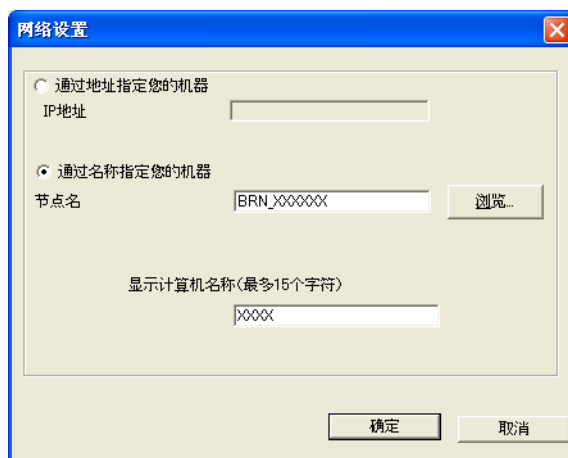 网络设置
通过地址指定您的机器
IP地址
通过名称指定您的机器
节点名 BRN_XXXXXX 浏览...
显示计算机名称(最多15个字符)
XXXX
确定 取消